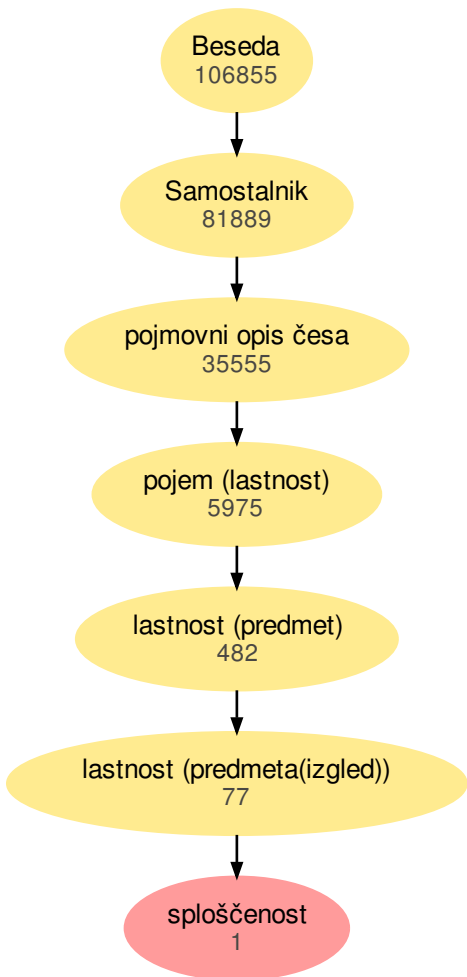 Beseda
106855
Samostalnik
81889
pojmovni opis česa
35555
pojem (lastnost)
5975
lastnost (predmet)
482
lastnost (predmeta(izgled))
77
sploščenost
1